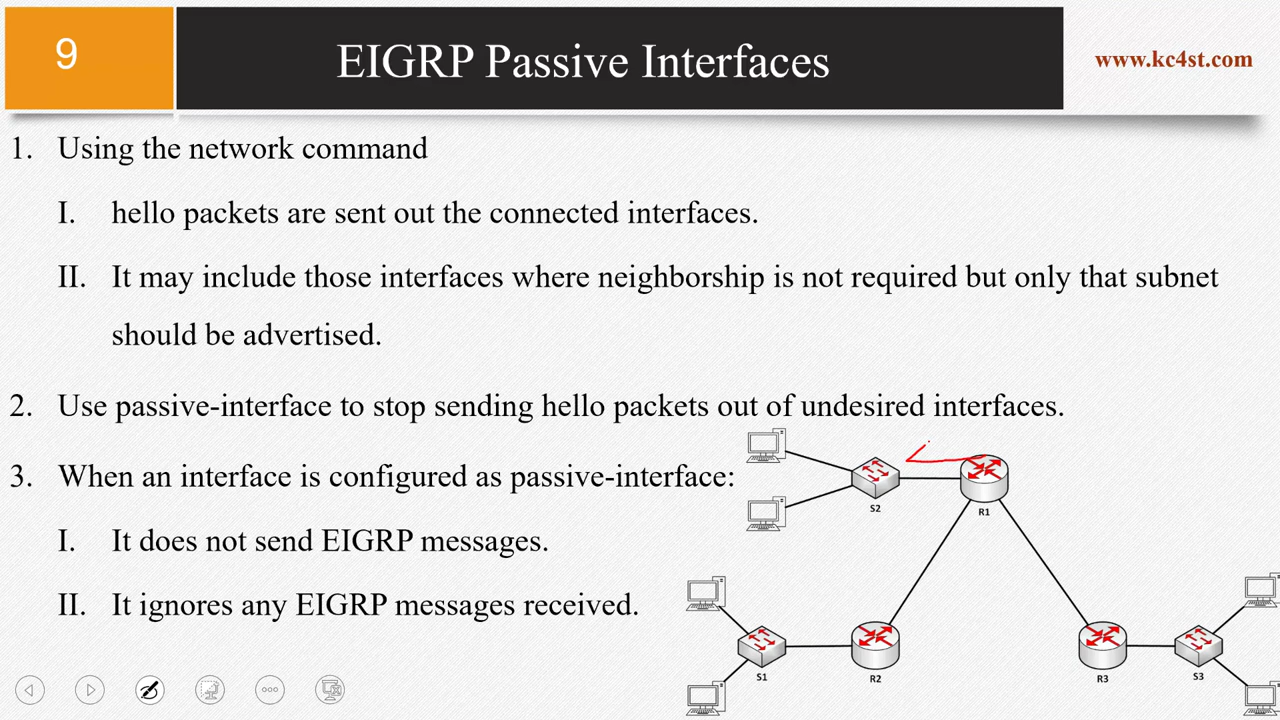 9
EIGRP Passive Interfaces
www.kc4st.com
1. Using the network command
I. hello packets are sent out the connected interfaces.
II. It may include those interfaces where neighborship is not required but only that subnet
should be advertised.
2. Use passive-interface to stop sending hello packets out of undesired interfaces.
3. When an interface is configured as passive-interface:
I. It does not send EIGRP messages.
II. It ignores any EIGRP messages received.
S2
R1
S1
R2
R3
S3